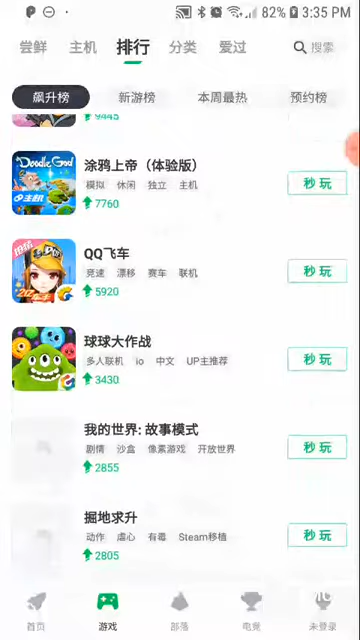 82% 3:35 PM
尝鲜 主机 排行 分类 爱过 搜索
飙升榜 新游榜 本周最热 预约榜
9445
Doodle God
主机
涂鸦上帝（体验版）
模拟 休闲 独立 主机
7760
秒玩
QQ飞车
竞速 漂移 赛车 联机
5920
秒玩
球球大作战
多人联机 io 中文 UP主推荐
3430
秒玩
我的世界: 故事模式
剧情 沙盒 像素游戏 开放世界
2855
秒玩
掘地求升
动作 虐心 有毒 Steam移植
2805
秒玩
首页 游戏 部落 电竞 未登录